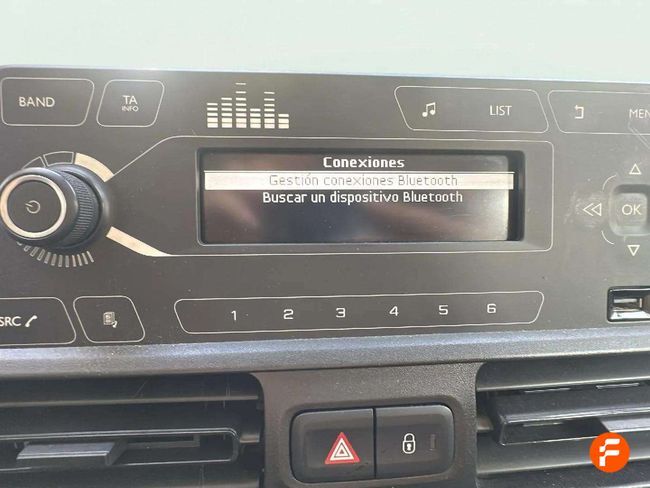 BAND
TA
INFO
LIST
MEN
Conexiones
Gestión conexiones Bluetooth
Buscar un dispositivo Bluetooth
OK
SRC
1 2 3 4 5 6